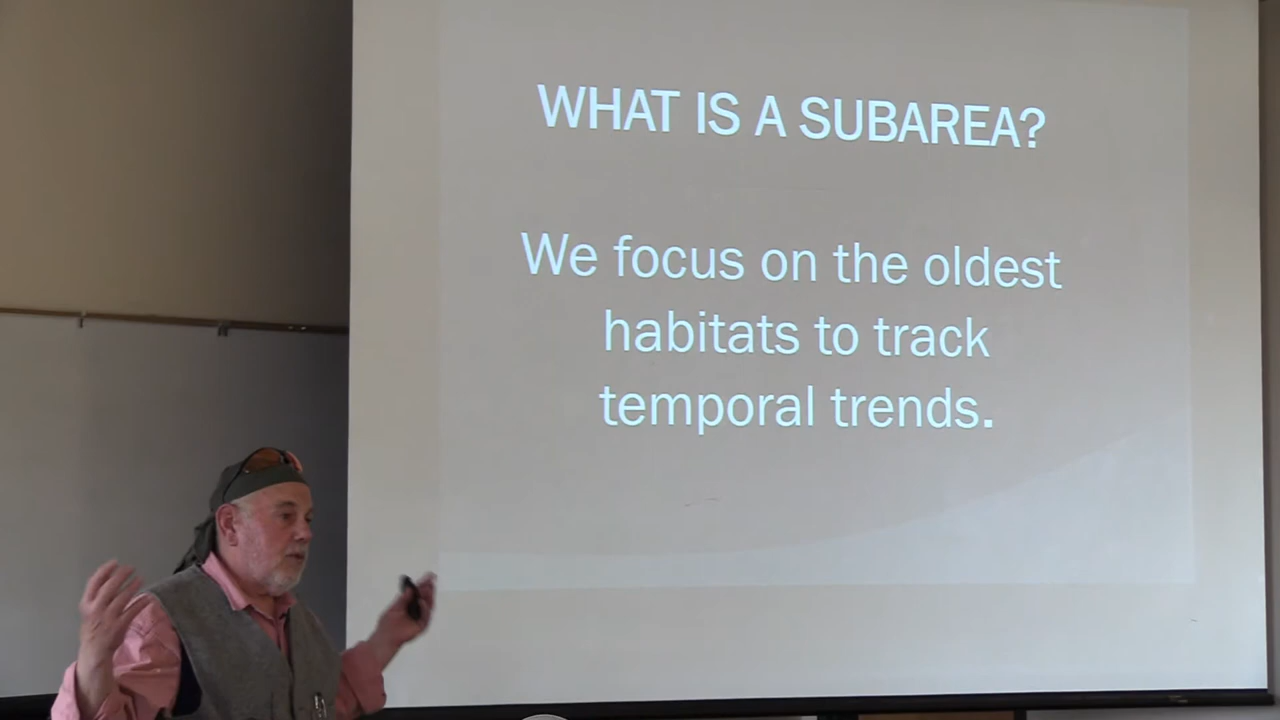 WHAT IS A SUBAREA?
We focus on the oldest
habitats to track
temporal trends.